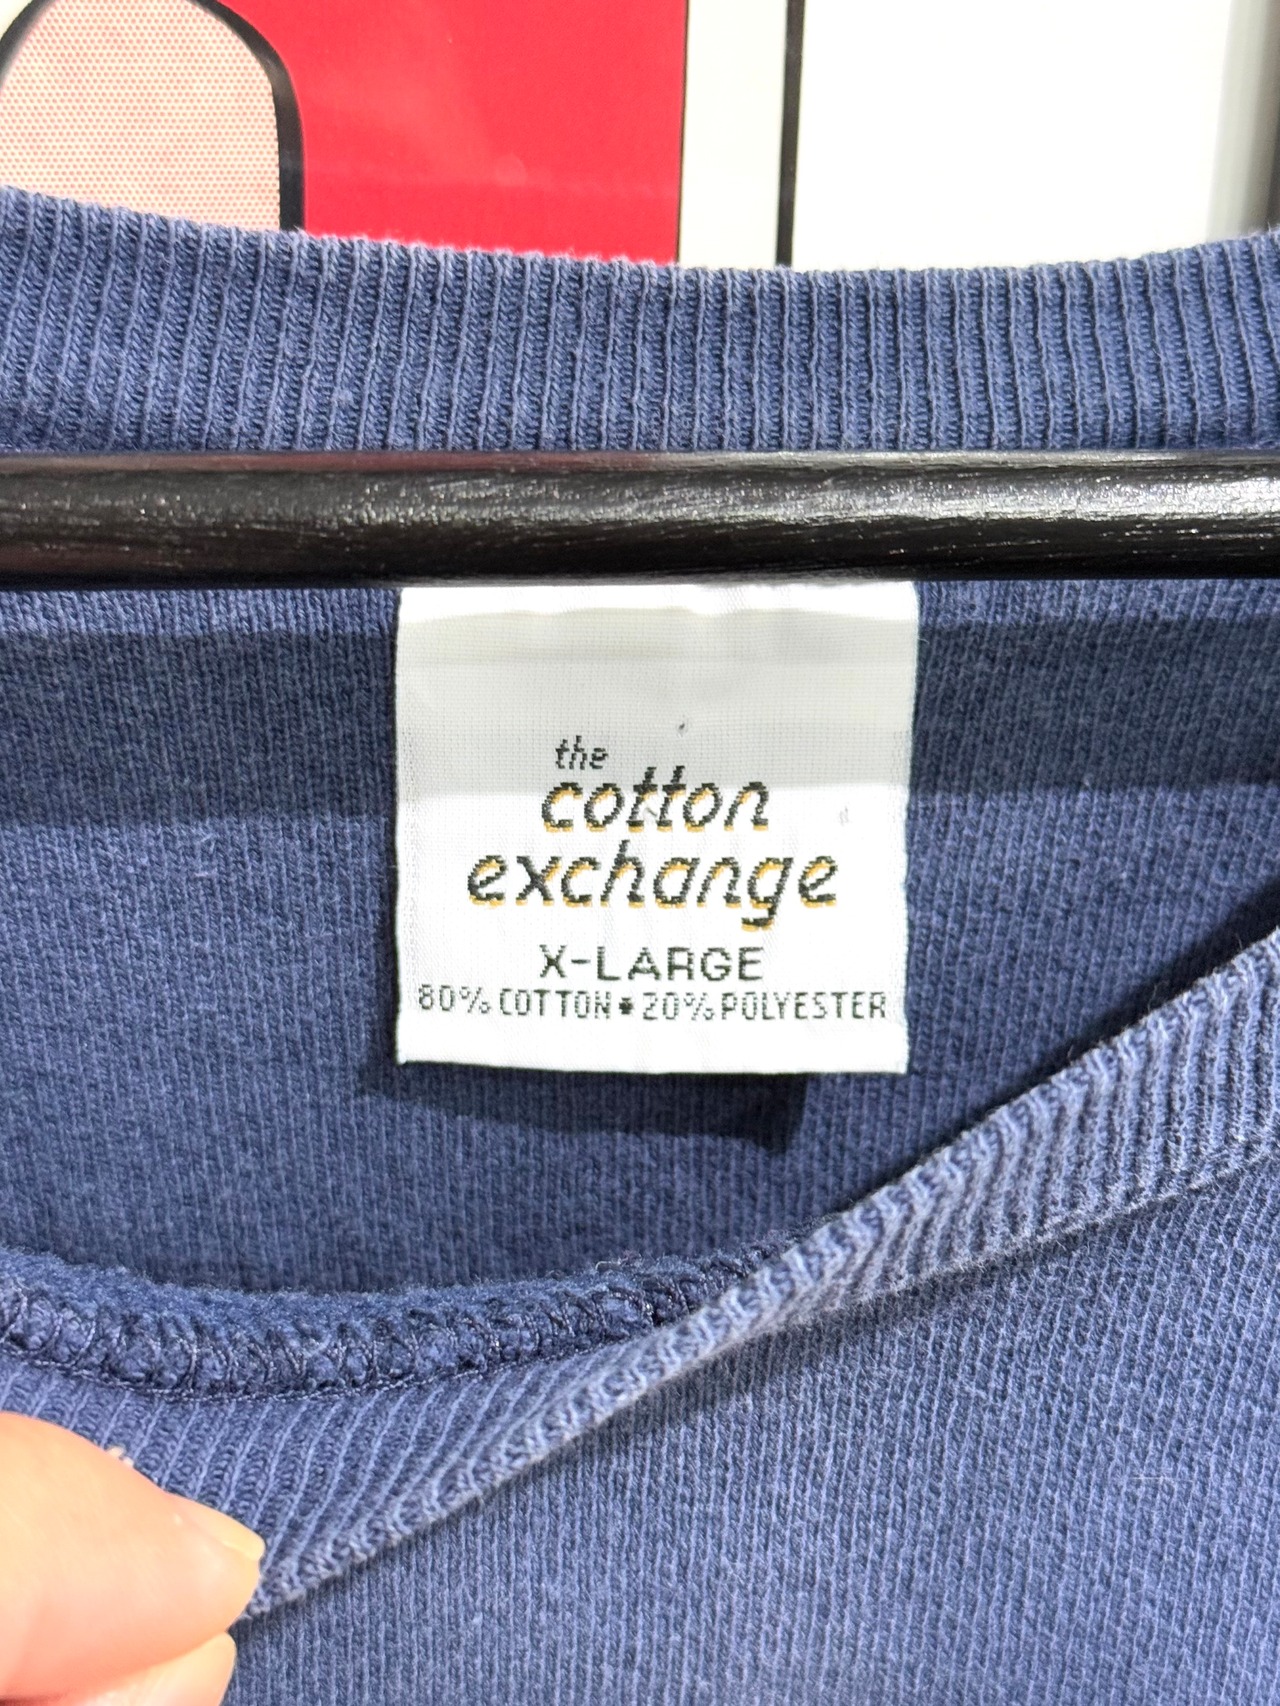 the
cotton
exchange
X-LARGE
80% COTTON * 20% POLYESTER